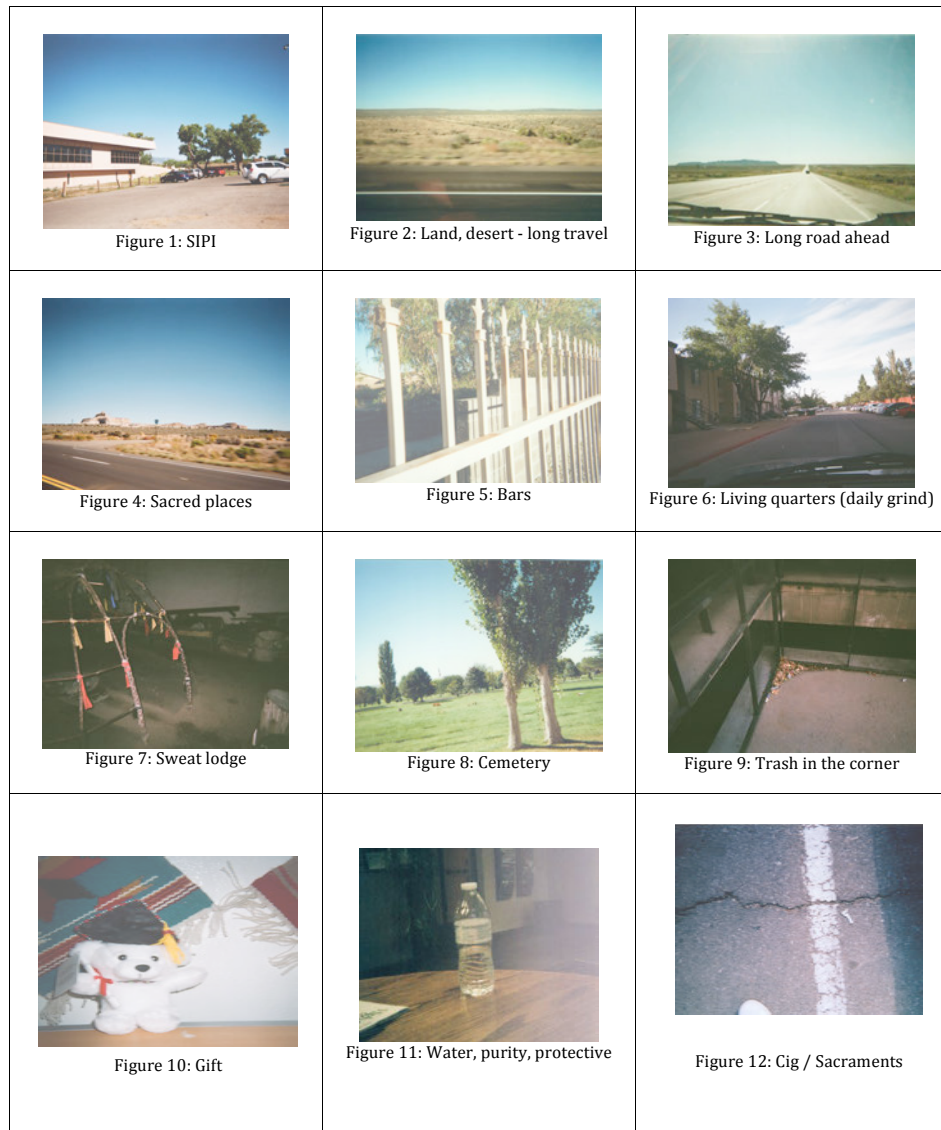 Figure 1: SIPI
Figure 2: Land, desert - long travel
Figure 3: Long road ahead
Figure 4: Sacred places
Figure 5: Bars
Figure 6: Living quarters (daily grind)
Figure 7: Sweat lodge
Figure 8: Cemetery
Figure 9: Trash in the corner
Figure 10: Gift
Figure 11: Water, purity, protective
Figure 12: Cig / Sacraments